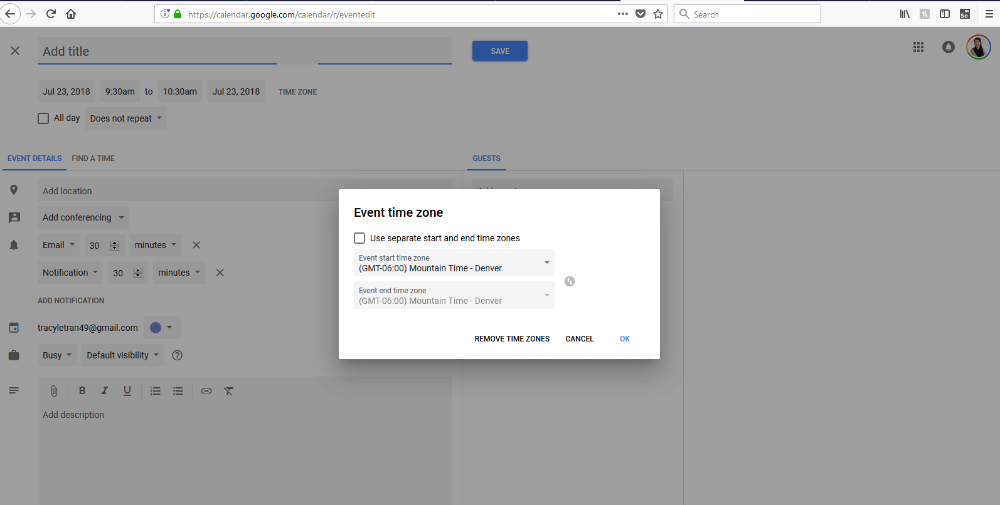 https://calendar.google.com/calendar/r/eventedit
Search
Se
Add title
SAVE
Jul 23, 2018 9:30am to 10:30am Jul 23, 2018 TIME ZONE
All day Does not repeat
EVENT DETAILS FIND A TIME GUESTS
Add location
Add conferencing
Email 30 minutes
Notification 30 minutes
ADD NOTIFICATION
tracyletran49@gmail.com
Busy Default visibility ?
B I U
Add description
Event time zone
Use separate start and end time zones
Event start time zone
(GMT-06:00) Mountain Time - Denver
Event end time zone
(GMT-06:00) Mountain Time - Denver
REMOVE TIME ZONES CANCEL OK